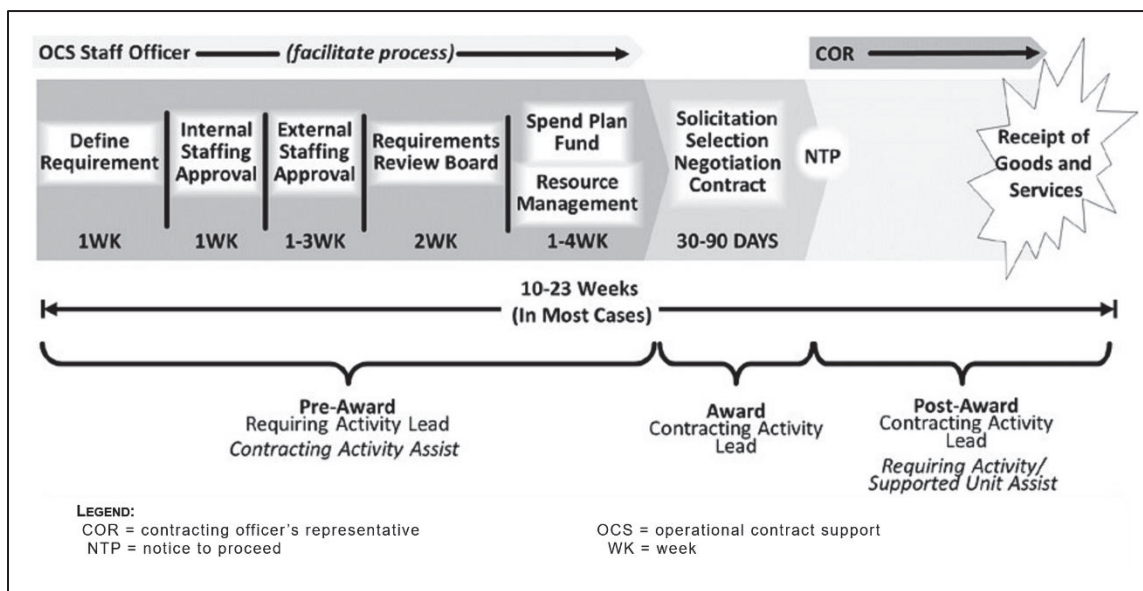 OCS Staff Officer (facilitate process)
COR
Define
Requirement
1WK
Internal
Staffing
Approval
1WK
External
Staffing
Approval
1-3WK
Requirements
Review Board
2WK
Spend Plan
Fund
Resource
Management
1-4WK
Solicitation
Selection
Negotiation
Contract
30-90 DAYS
NTP
Receipt of
Goods and
Services
10-23 Weeks
(In Most Cases)
Pre-Award
Requiring Activity Lead
Contracting Activity Assist
Award
Contracting Activity
Lead
Post-Award
Contracting Activity
Lead
Requiring Activity/
Supported Unit Assist
LEGEND:
COR = contracting officer's representative
NTP = notice to proceed
OCS = operational contract support
WK = week